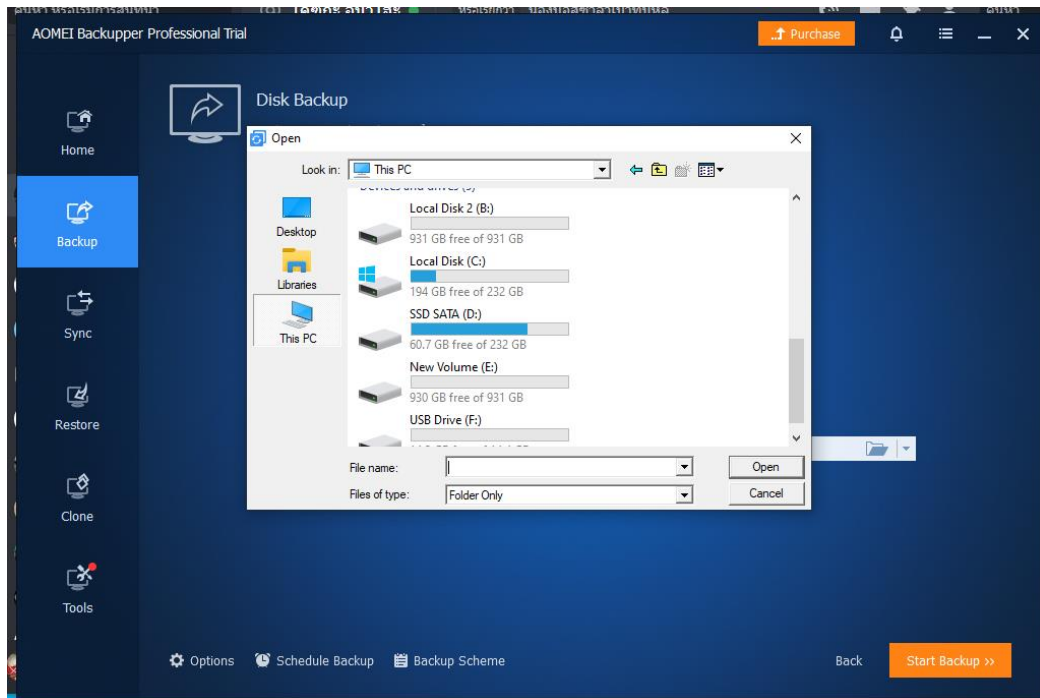 AOMEI Backupper Professional Trial
Purchase
Home
Backup
Sync
Restore
Clone
Tools
Disk Backup
Open
Look in:
This PC
Desktop
Libraries
This PC
Local Disk 2 (B:)
931 GB free of 931 GB
Local Disk (C:)
194 GB free of 232 GB
SSD SATA (D:)
60.7 GB free of 232 GB
New Volume (E:)
930 GB free of 931 GB
USB Drive (F:)
File name:
Open
Files of type:
Folder Only
Cancel
Options
Schedule Backup
Backup Scheme
Back
Start Backup »